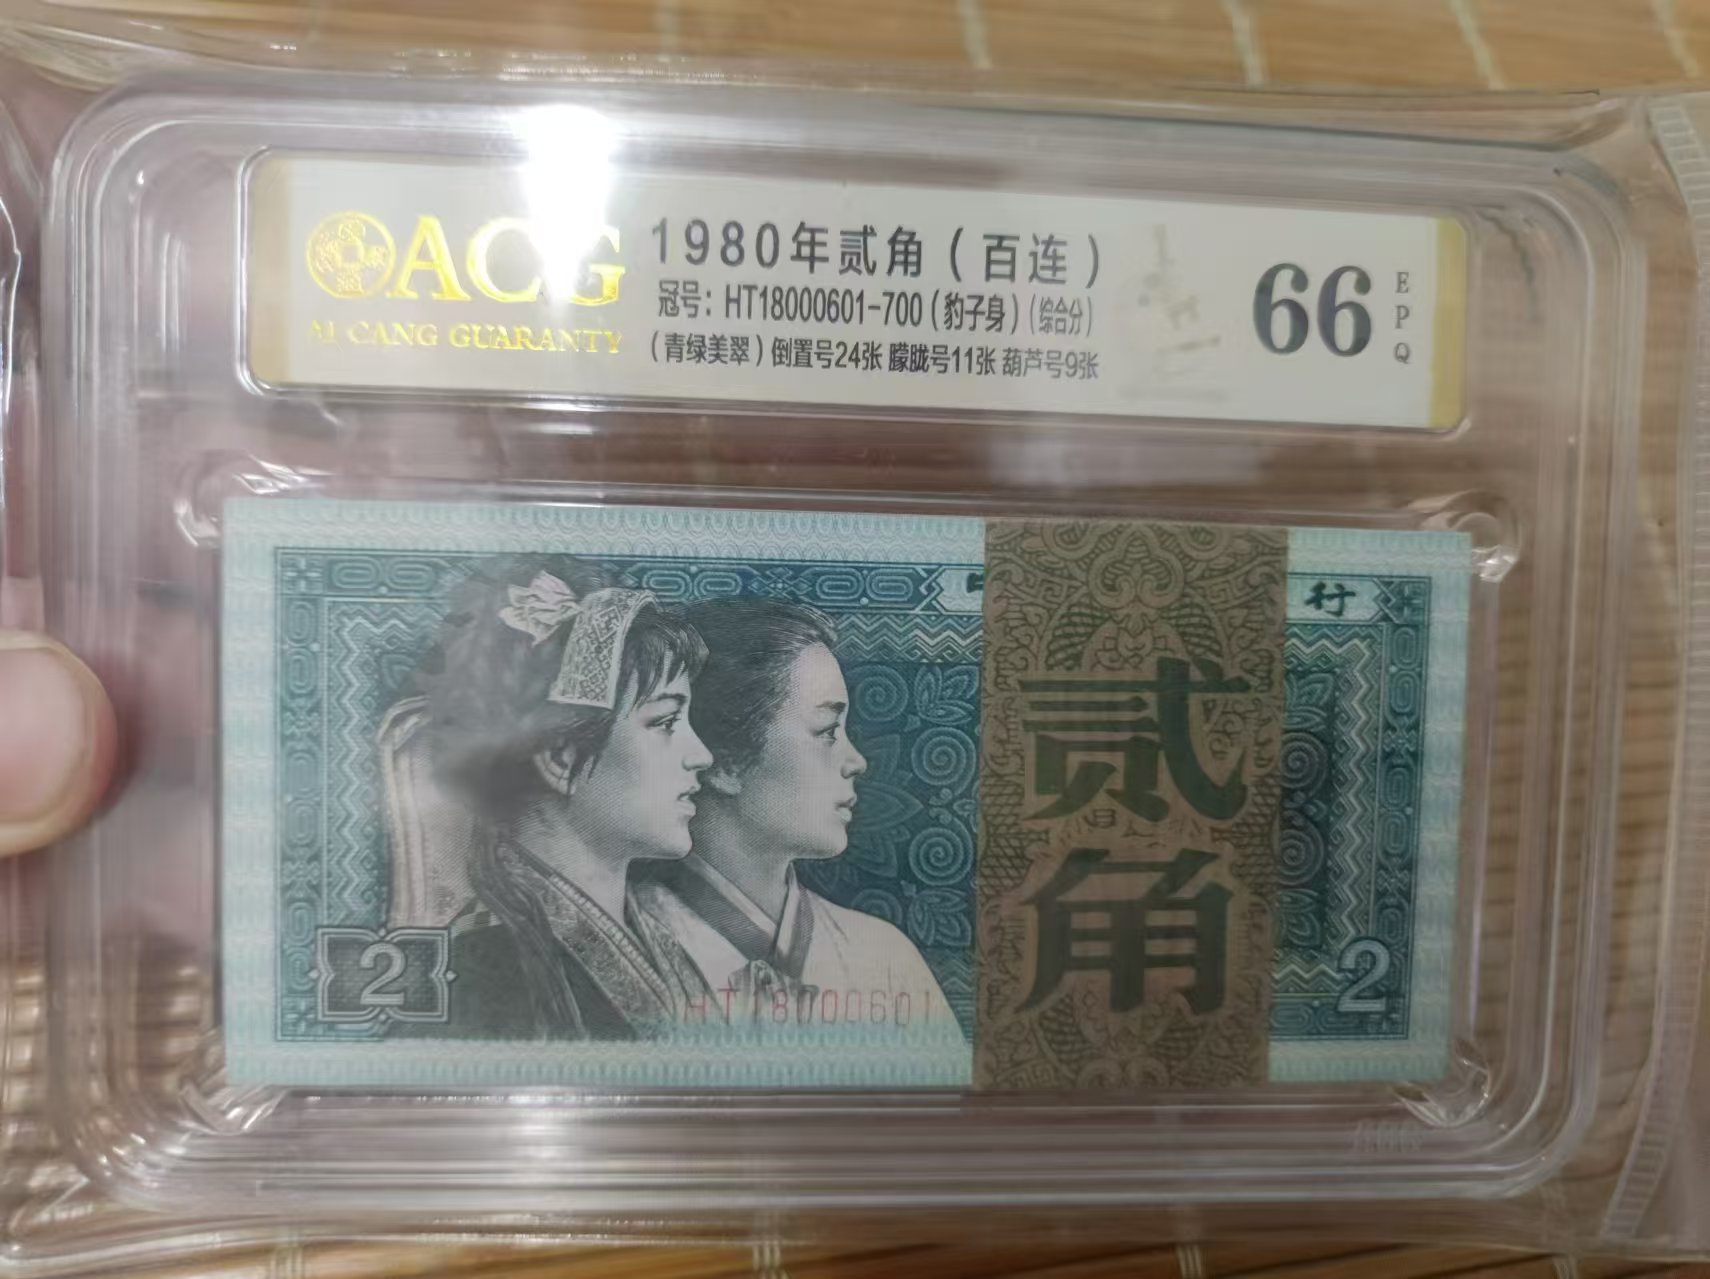 ACG
AI CANG GUARANTY
1980年贰角（百连）
冠号：HT18000601-700（豹子身）（综合分）
（青绿美翠）倒置号24张 朦胧号11张 葫芦号9张
66
EPQ
行
贰角
2
HT18000601
2